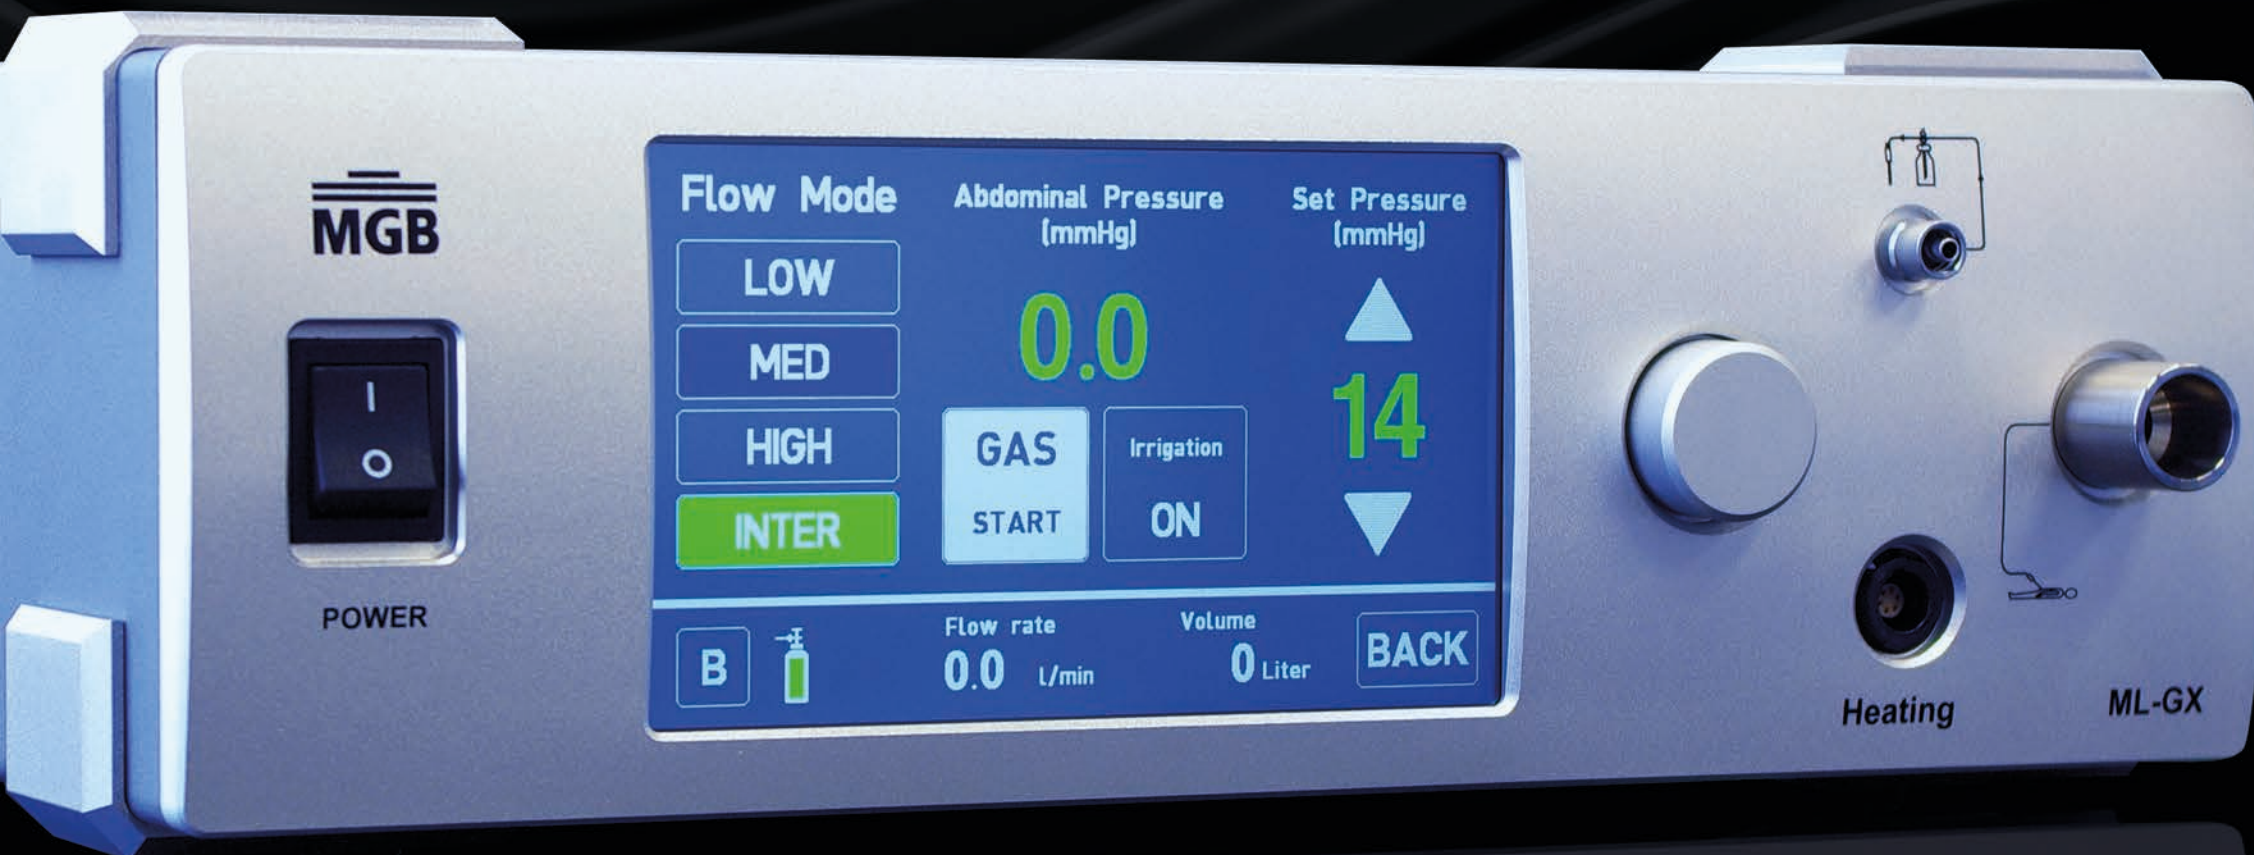 MGB
I
O
POWER
Flow Mode
LOW
MED
HIGH
INTER
Abdominal Pressure
(mmHg)
0.0
GAS
START
Irrigation
ON
Set Pressure
(mmHg)
14
B
Flow rate
0.0 l/min
Volume
0 Liter
BACK
Heating
ML-GX